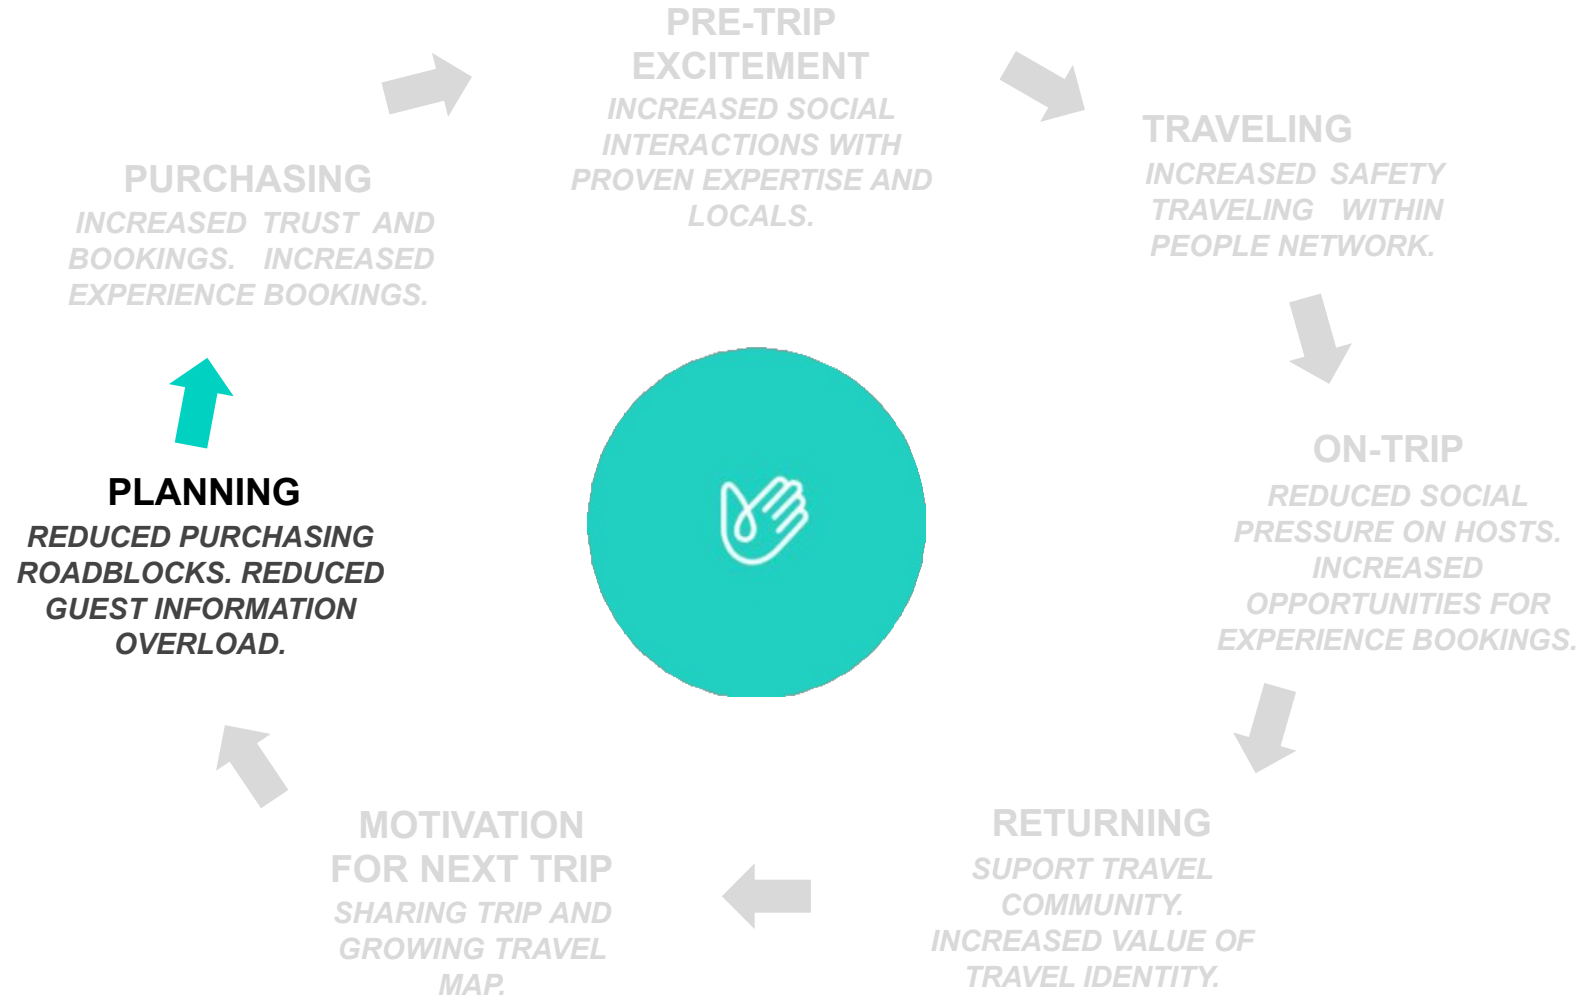 PRE-TRIP
EXCITEMENT
INCREASED SOCIAL
INTERACTIONS WITH
PROVEN EXPERTISE AND
LOCALS.
TRAVELING
INCREASED SAFETY
TRAVELING WITHIN
PEOPLE NETWORK.
ON-TRIP
REDUCED SOCIAL
PRESSURE ON HOSTS.
INCREASED
OPPORTUNITIES FOR
EXPERIENCE BOOKINGS.
RETURNING
SUPORT TRAVEL
COMMUNITY.
INCREASED VALUE OF
TRAVEL IDENTITY.
MOTIVATION
FOR NEXT TRIP
SHARING TRIP AND
GROWING TRAVEL
MAP.
PLANNING
REDUCED PURCHASING
ROADBLOCKS. REDUCED
GUEST INFORMATION
OVERLOAD.
PURCHASING
INCREASED TRUST AND
BOOKINGS. INCREASED
EXPERIENCE BOOKINGS.